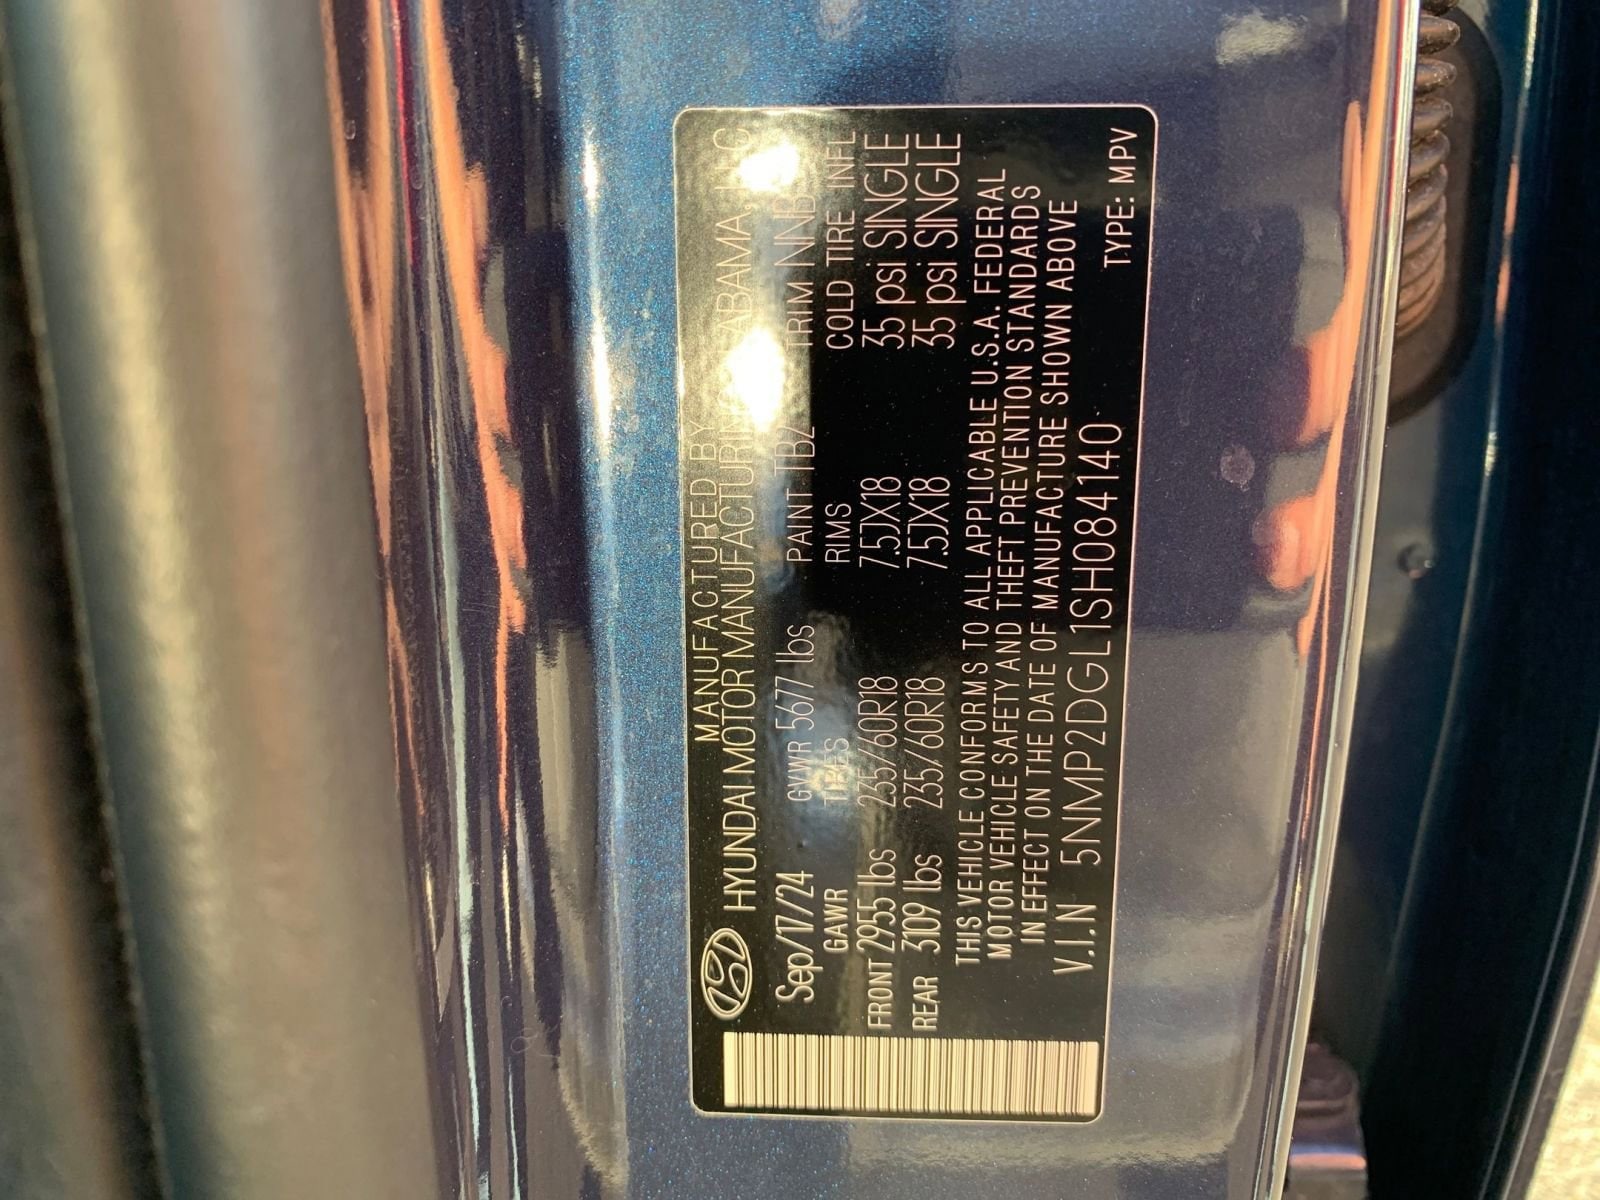 MANUFACTURED BY
HYUNDAI MOTOR MANUFACTURING ALABAMA, LLC
Sep/17/24 GVWR 5677 lbs PAINT TB2 TRIM
GAWR TIRES RIMS COLD TIRE INFL
FRONT 2955 lbs 235/60R18 7.5JX18 35 psi SINGLE
REAR 3109 lbs 235/60R18 7.5JX18 35 psi SINGLE
THIS VEHICLE CONFORMS TO ALL APPLICABLE U.S.A. FEDERAL
MOTOR VEHICLE SAFETY AND THEFT PREVENTION STANDARDS
IN EFFECT ON THE DATE OF MANUFACTURE SHOWN ABOVE
V.I.N 5NMP2DGL1SH084140 TYPE: MPV